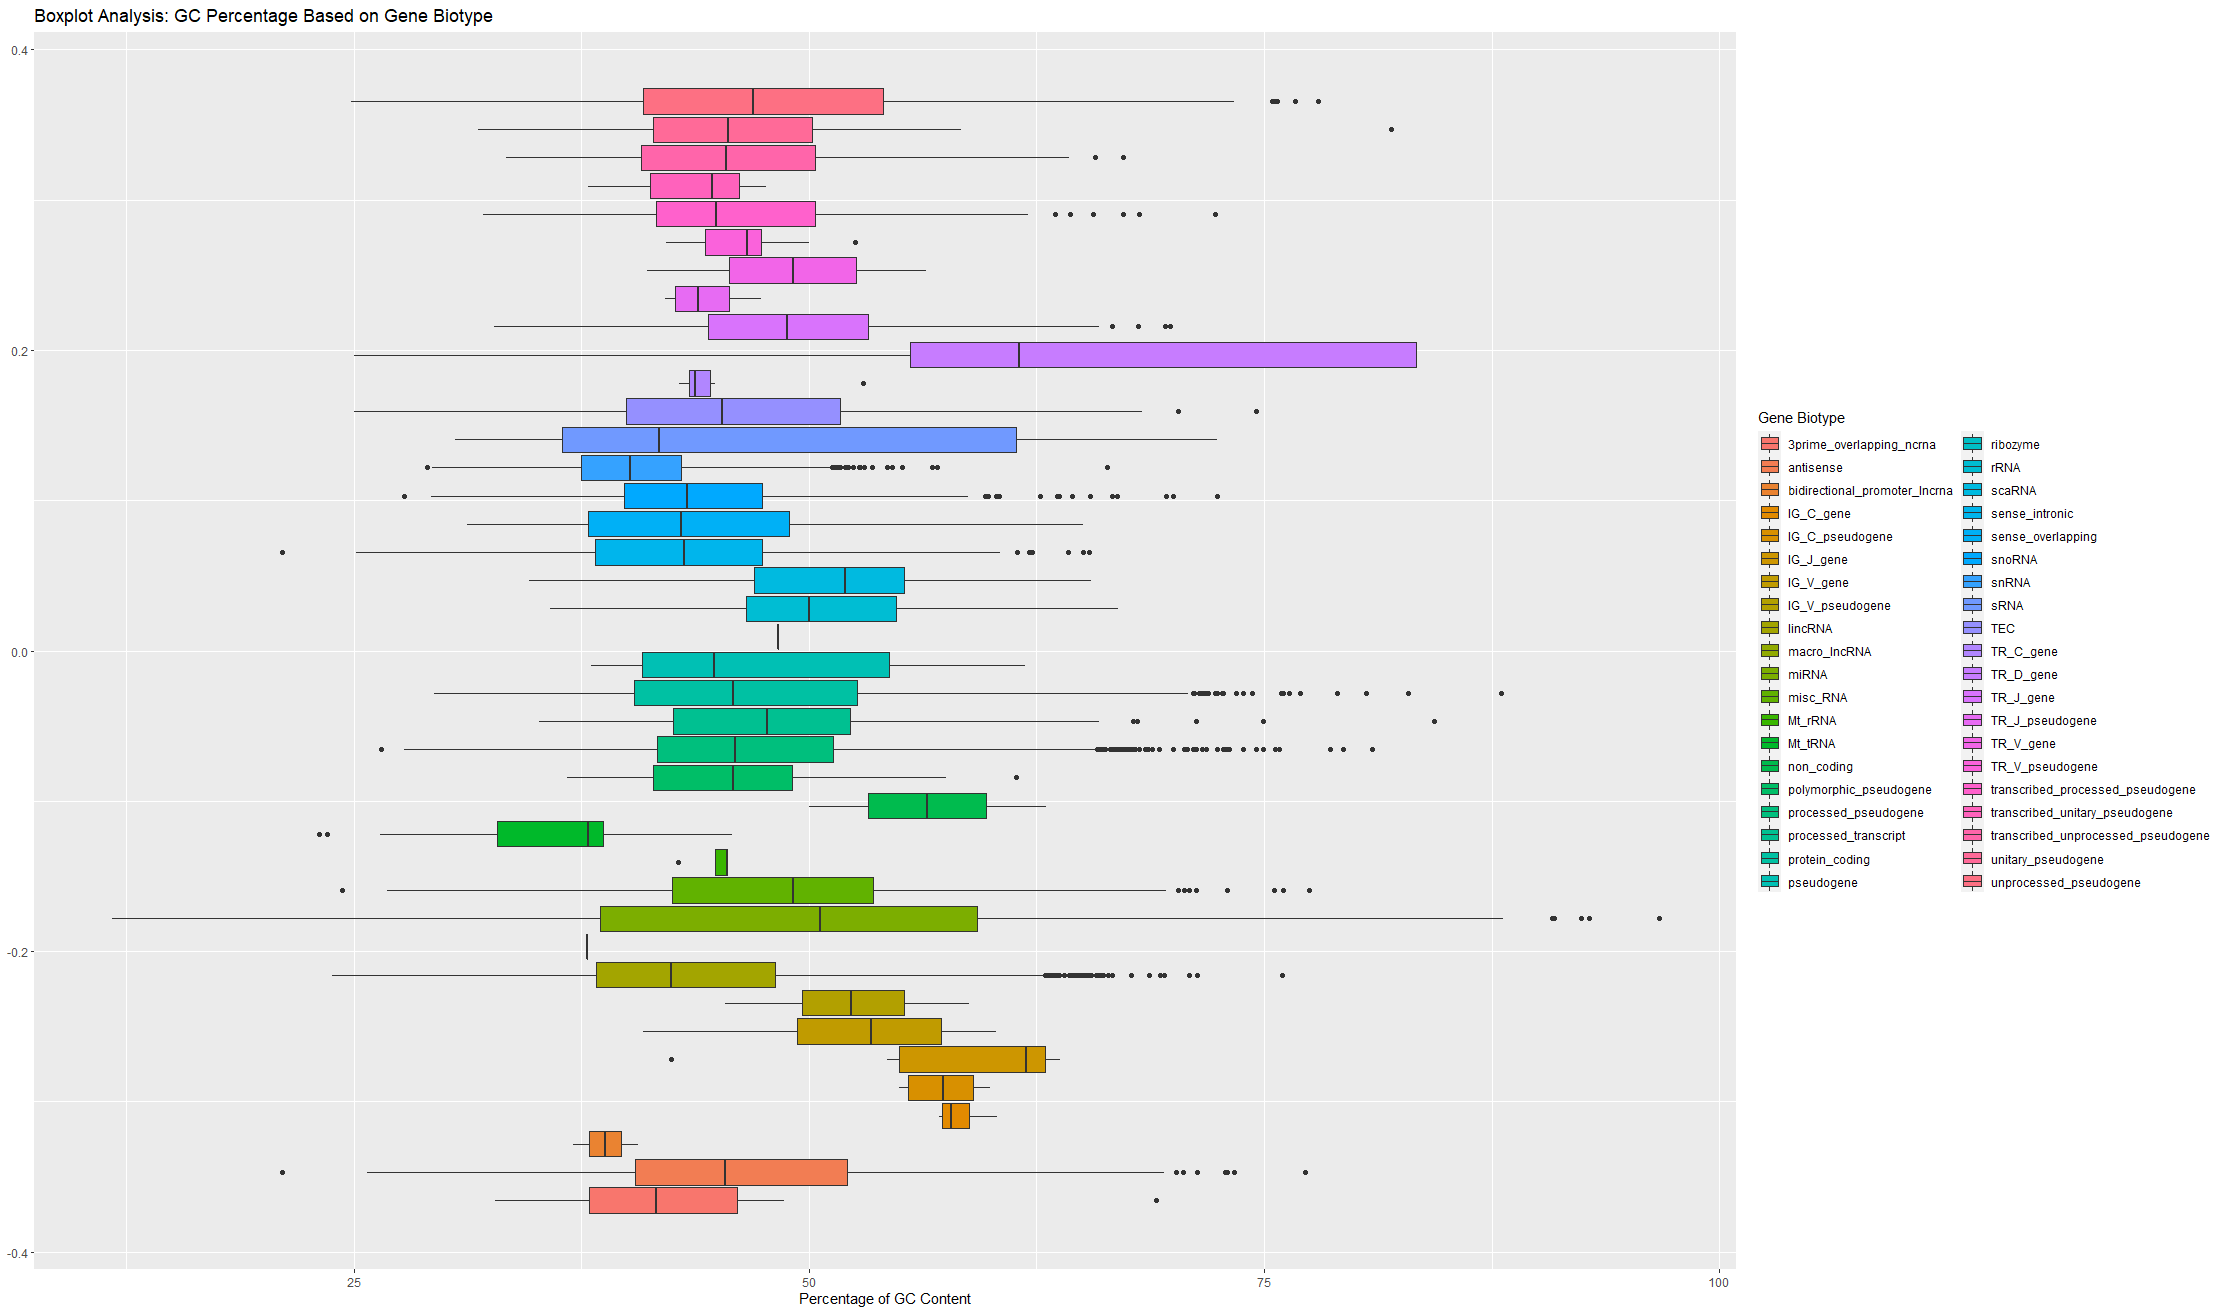 Boxplot Analysis: GC Percentage Based on Gene Biotype
0.4
0.2
0.0
-0.2
-0.4
25
50
75
100
Percentage of GC Content
Gene Biotype
3prime_overlapping_ncrna
antisense
bidirectional_promoter_lncrna
IG_C_gene
IG_C_pseudogene
IG_J_gene
IG_V_gene
IG_V_pseudogene
lincRNA
macro_lncRNA
miRNA
misc_RNA
Mt_rRNA
Mt_tRNA
non_coding
polymorphic_pseudogene
processed_pseudogene
processed_transcript
protein_coding
pseudogene
ribozyme
rRNA
scaRNA
sense_intronic
sense_overlapping
snoRNA
snRNA
sRNA
TEC
TR_C_gene
TR_D_gene
TR_J_gene
TR_J_pseudogene
TR_V_gene
TR_V_pseudogene
transcribed_processed_pseudogene
transcribed_unitary_pseudogene
transcribed_unprocessed_pseudogene
unitary_pseudogene
unprocessed_pseudogene